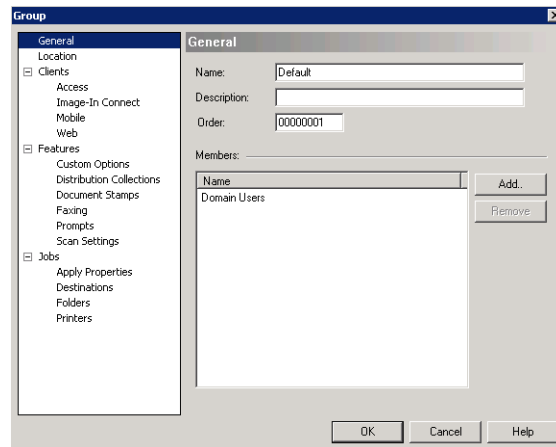 Group
General
Location
Clients
Access
Image-In Connect
Mobile
Web
Features
Custom Options
Distribution Collections
Document Stamps
Faxing
Prompts
Scan Settings
Jobs
Apply Properties
Destinations
Folders
Printers
General
Name: Default
Description:
Order: 00000001
Members:
Name
Domain Users
Add..
Remove
OK Cancel Help